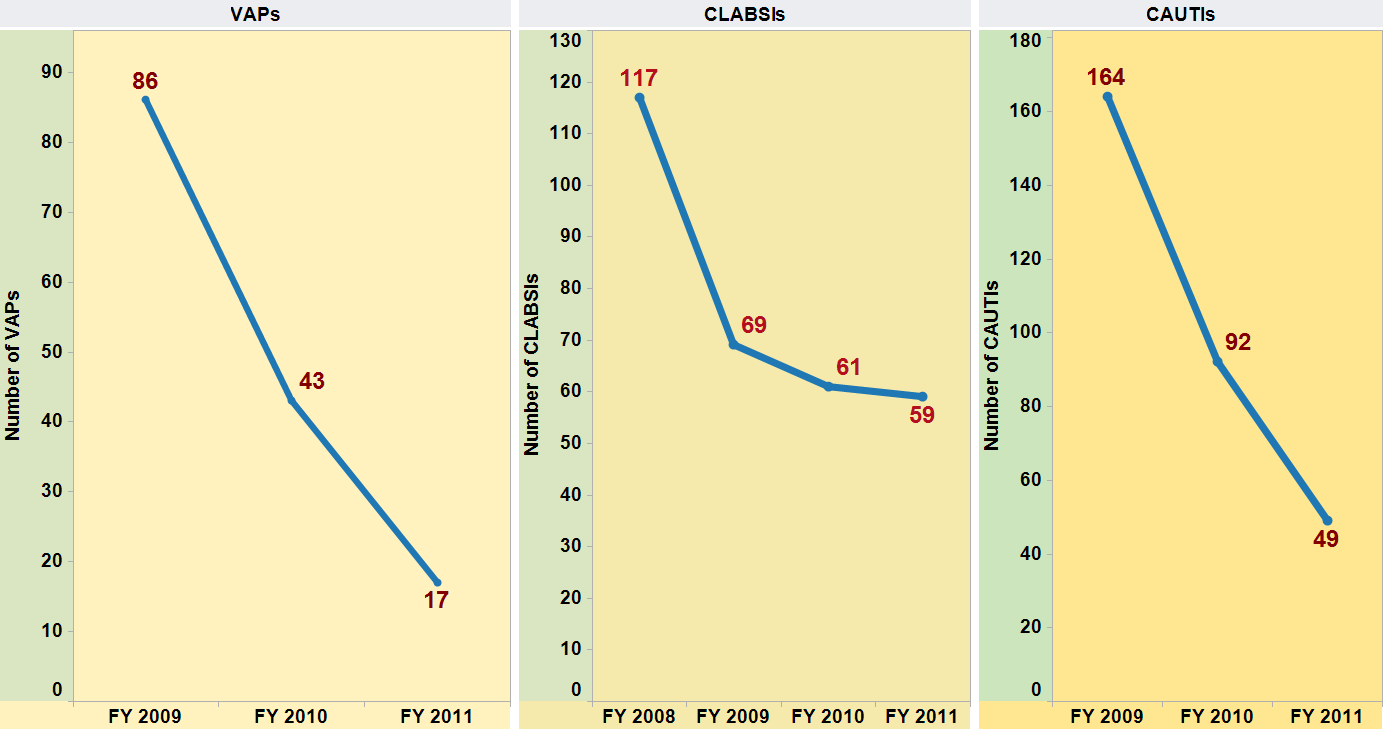 VAPs
CLABSIs
CAUTIs
Number of VAPs
90
80
70
60
50
40
30
20
10
0
86
43
17
FY 2009
FY 2010
FY 2011
Number of CLABSIs
130
120
110
100
90
80
70
60
50
40
30
20
10
0
117
69
61
59
FY 2008
FY 2009
FY 2010
FY 2011
Number of CAUTIs
180
160
140
120
100
80
60
40
20
0
164
92
49
FY 2009
FY 2010
FY 2011